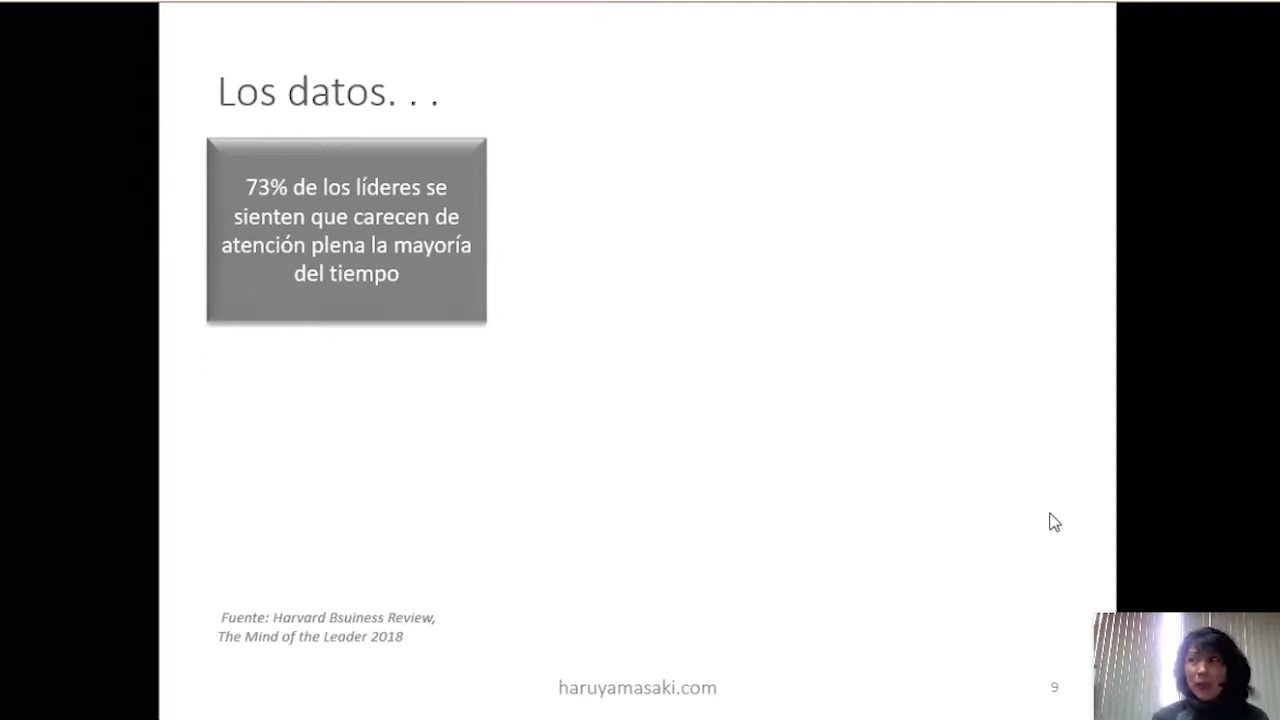 Los datos. . .
73% de los líderes se
sienten que carecen de
atención plena la mayoría
del tiempo
Fuente: Harvard Bsuiness Review,
The Mind of the Leader 2018
haruyamasaki.com
9